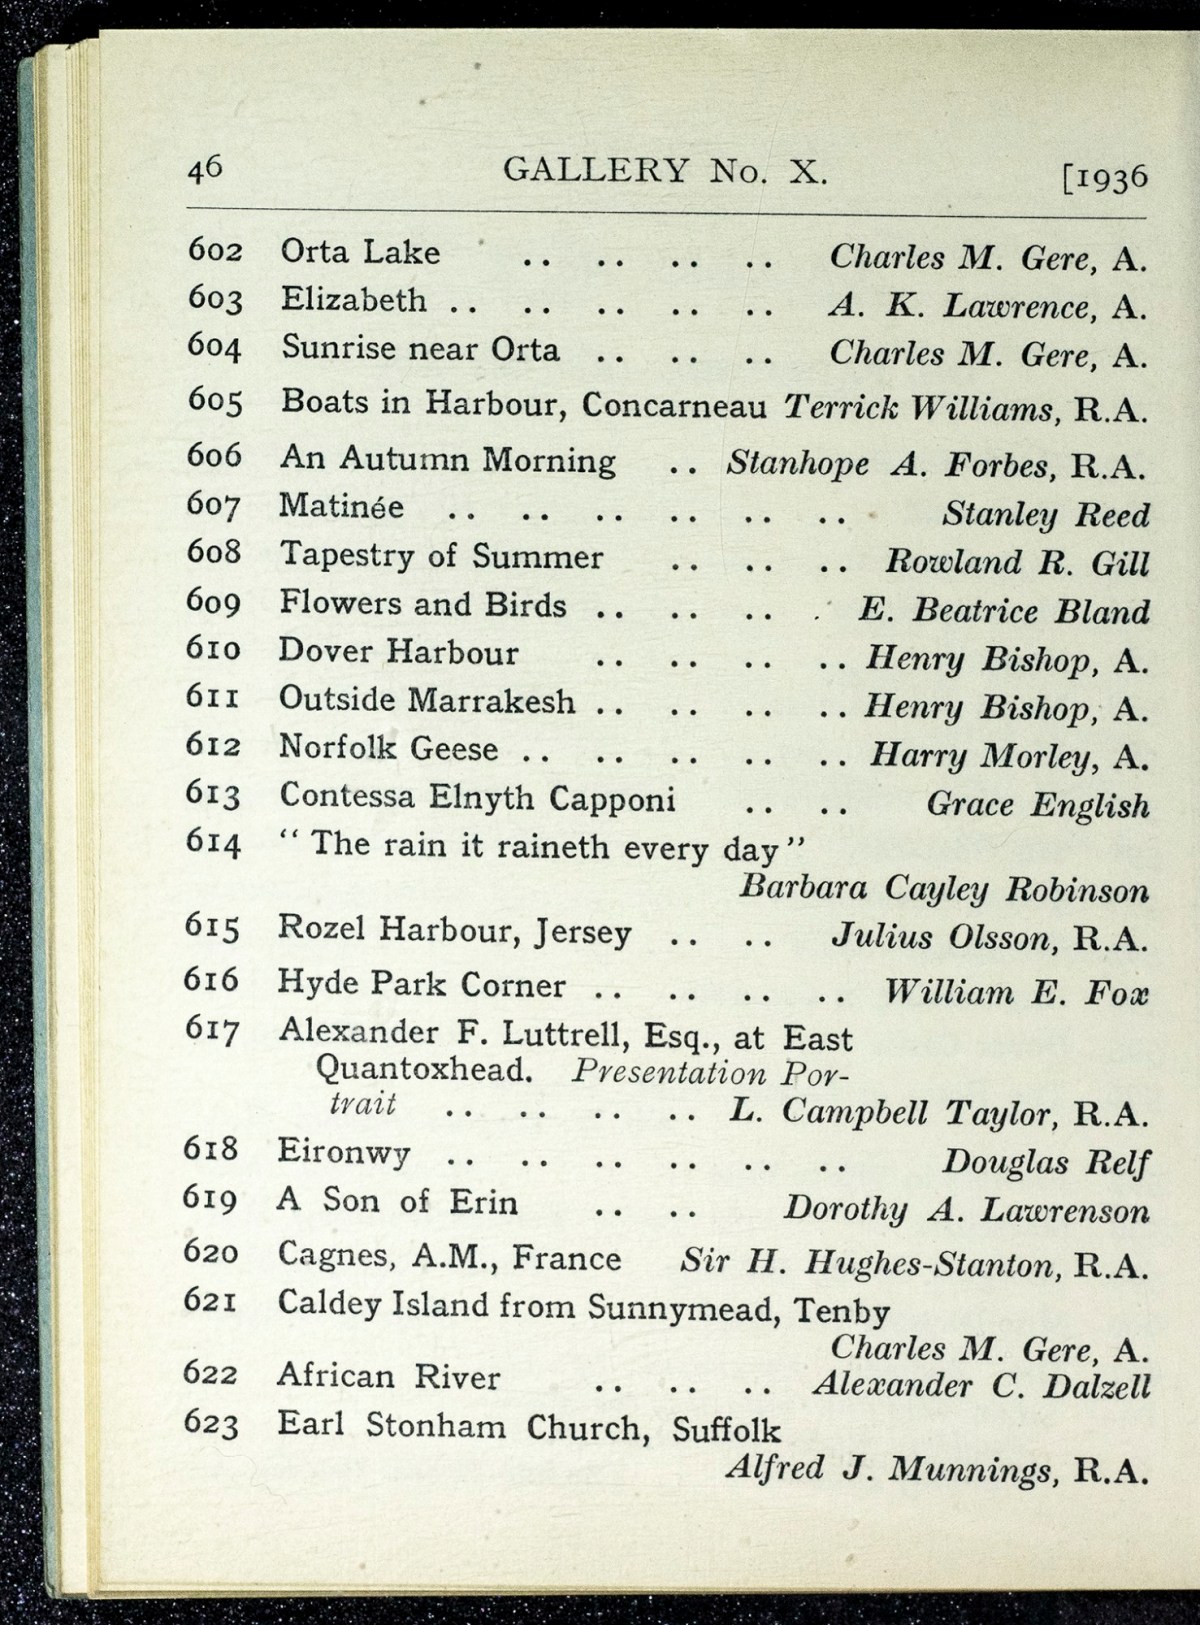 46 GALLERY No. X. [1936
602 Orta Lake .. .. .. .. Charles M. Gere, A.
603 Elizabeth .. .. .. .. .. A. K. Lawrence, A.
604 Sunrise near Orta .. .. .. Charles M. Gere, A.
605 Boats in Harbour, Concarneau Terrick Williams, R.A.
606 An Autumn Morning .. Stanhope A. Forbes, R.A.
607 Matinée .. .. .. .. .. .. Stanley Reed
608 Tapestry of Summer .. .. .. Rowland R. Gill
609 Flowers and Birds .. .. .. .. E. Beatrice Bland
610 Dover Harbour .. .. .. .. Henry Bishop, A.
611 Outside Marrakesh .. .. .. .. Henry Bishop, A.
612 Norfolk Geese .. .. .. .. .. Harry Morley, A.
613 Contessa Elnyth Capponi .. .. Grace English
614 “ The rain it raineth every day ”
Barbara Cayley Robinson
615 Rozel Harbour, Jersey .. .. Julius Olsson, R.A.
616 Hyde Park Corner .. .. .. .. William E. Fox
617 Alexander F. Luttrell, Esq., at East
Quantoxhead. Presentation Por-
trait .. .. .. .. L. Campbell Taylor, R.A.
618 Eironwy .. .. .. .. .. .. Douglas Relf
619 A Son of Erin .. .. Dorothy A. Lawrenson
620 Cagnes, A.M., France Sir H. Hughes-Stanton, R.A.
621 Caldey Island from Sunnymead, Tenby
Charles M. Gere, A.
622 African River .. .. .. Alexander C. Dalzell
623 Earl Stonham Church, Suffolk
Alfred J. Munnings, R.A.